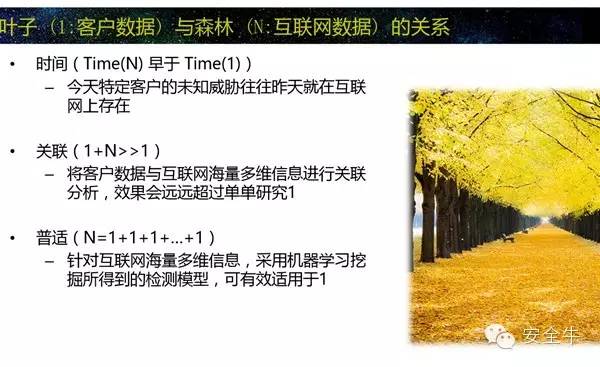 叶子（1:客户数据）与森林（N:互联网数据）的关系
• 时间（Time(N) 早于 Time(1)）
– 今天特定客户的未知威胁往往昨天就在互联
网上存在
• 关联（1+N>>1）
– 将客户数据与互联网海量多维信息进行关联
分析，效果会远远超过单单研究1
• 普适（N=1+1+1+...+1）
– 针对互联网海量多维信息，采用机器学习挖
掘所得到的检测模型，可有效适用于1
安全牛